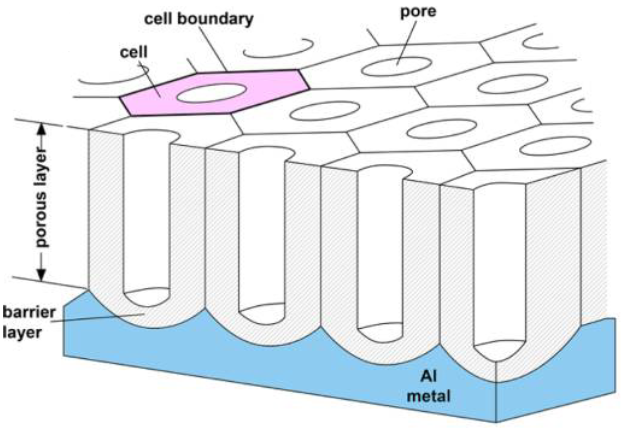 pore
cell boundary
cell
porous layer
barrier
layer
Al
metal